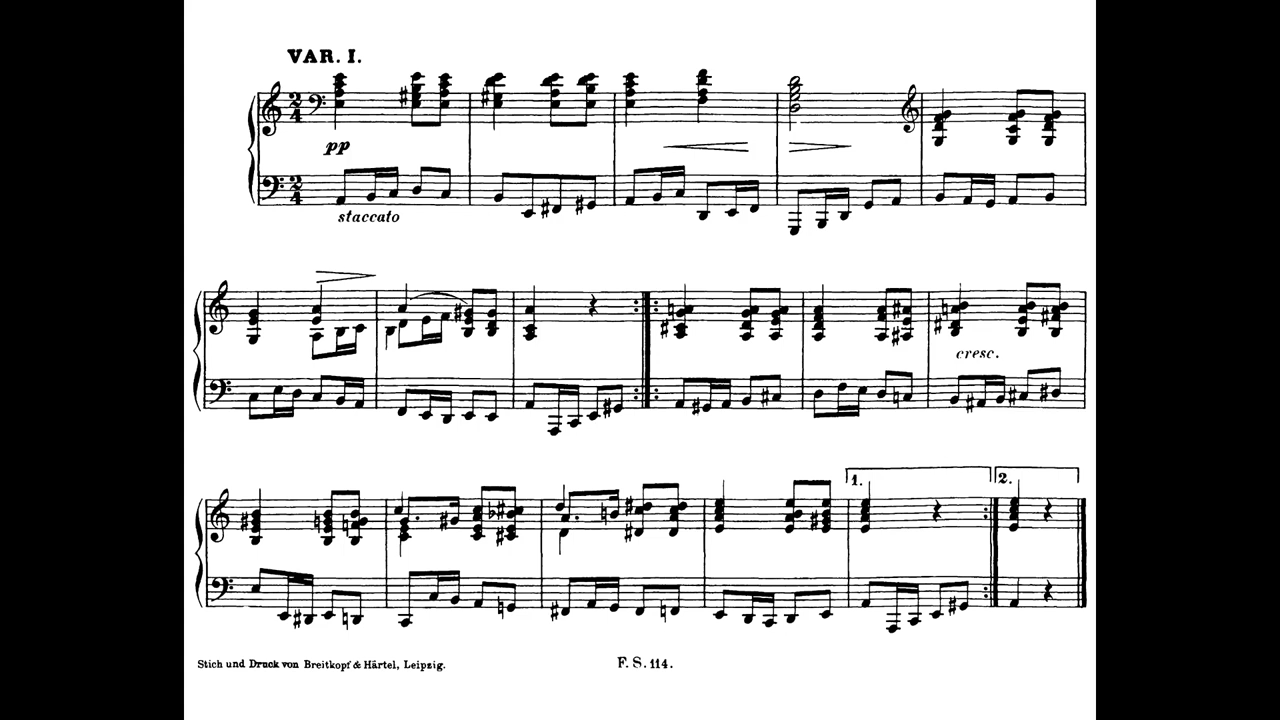 VAR. I.
pp
staccato
cresc.
1.
2.
Stich und Druck von Breitkopf & Härtel, Leipzig.
F. S. 114.